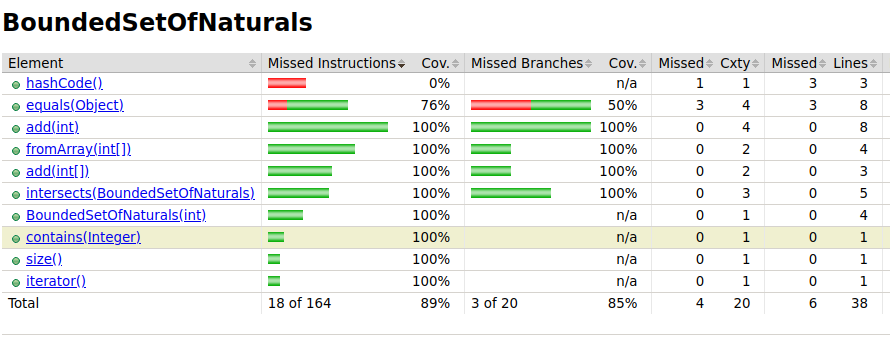 BoundedSetOfNaturals
Element Missed Instructions Cov. Missed Branches Cov. Missed Cxty Missed Lines
hashCode() 0% n/a 1 1 3 3
equals(Object) 76% 50% 3 4 3 8
add(int) 100% 100% 0 4 0 8
fromArray(int[]) 100% 100% 0 2 0 4
add(int[]) 100% 100% 0 2 0 3
intersects(BoundedSetOfNaturals) 100% 100% 0 3 0 5
BoundedSetOfNaturals(int) 100% n/a 0 1 0 4
contains(Integer) 100% n/a 0 1 0 1
size() 100% n/a 0 1 0 1
iterator() 100% n/a 0 1 0 1
Total 18 of 164 89% 3 of 20 85% 4 20 6 38